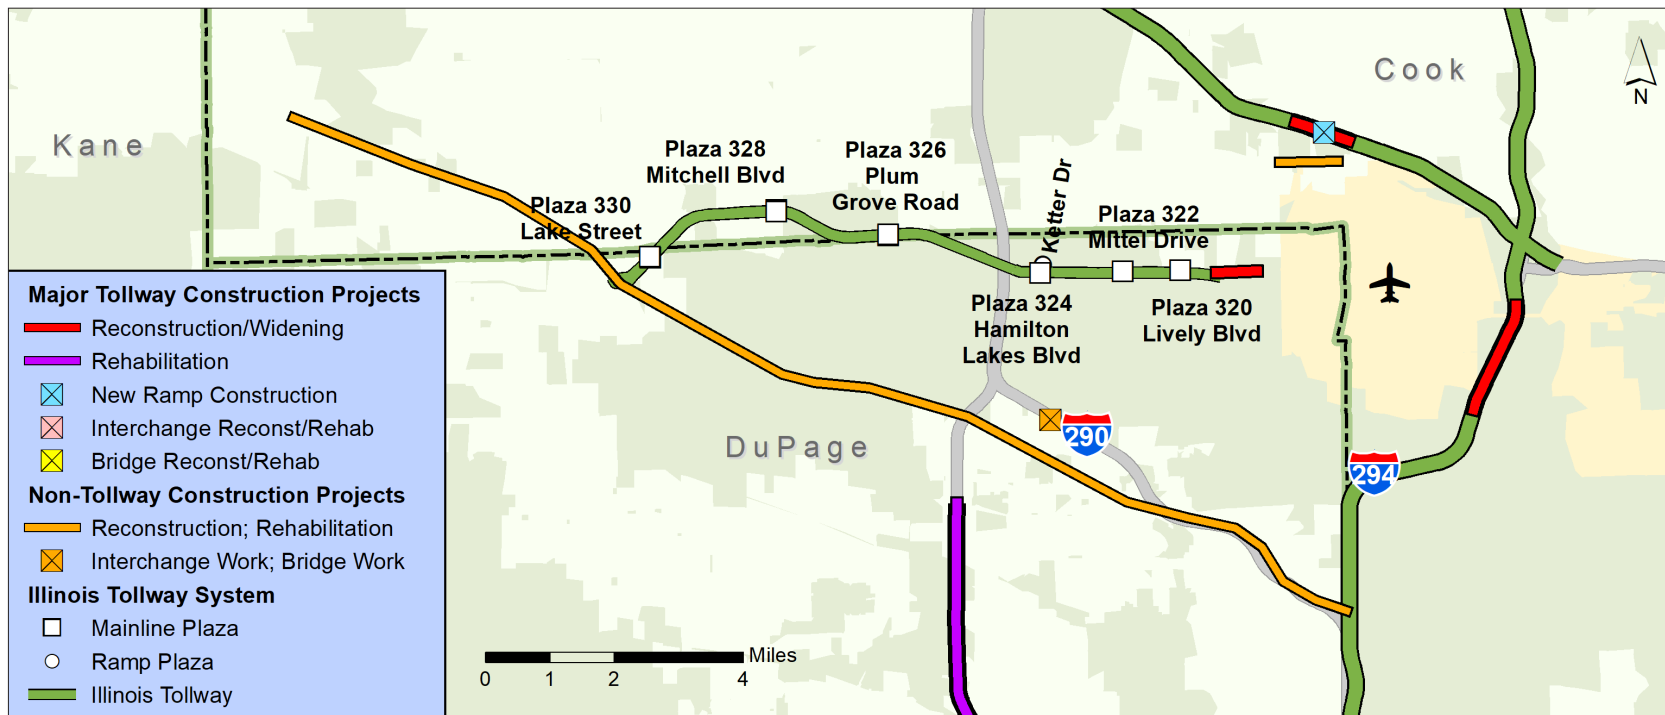 Kane
Cook
N
Plaza 328
Mitchell Blvd
Plaza 326
Plum
Grove Road
Ketter Dr
Plaza 330
Lake Street
Plaza 322
Mittel Drive
Plaza 324
Hamilton
Lakes Blvd
Plaza 320
Lively Blvd
DuPage
290
294
Major Tollway Construction Projects
Reconstruction/Widening
Rehabilitation
New Ramp Construction
Interchange Reconst/Rehab
Bridge Reconst/Rehab
Non-Tollway Construction Projects
Reconstruction; Rehabilitation
Interchange Work; Bridge Work
Illinois Tollway System
Mainline Plaza
Ramp Plaza
Illinois Tollway
Miles
0 1 2 4